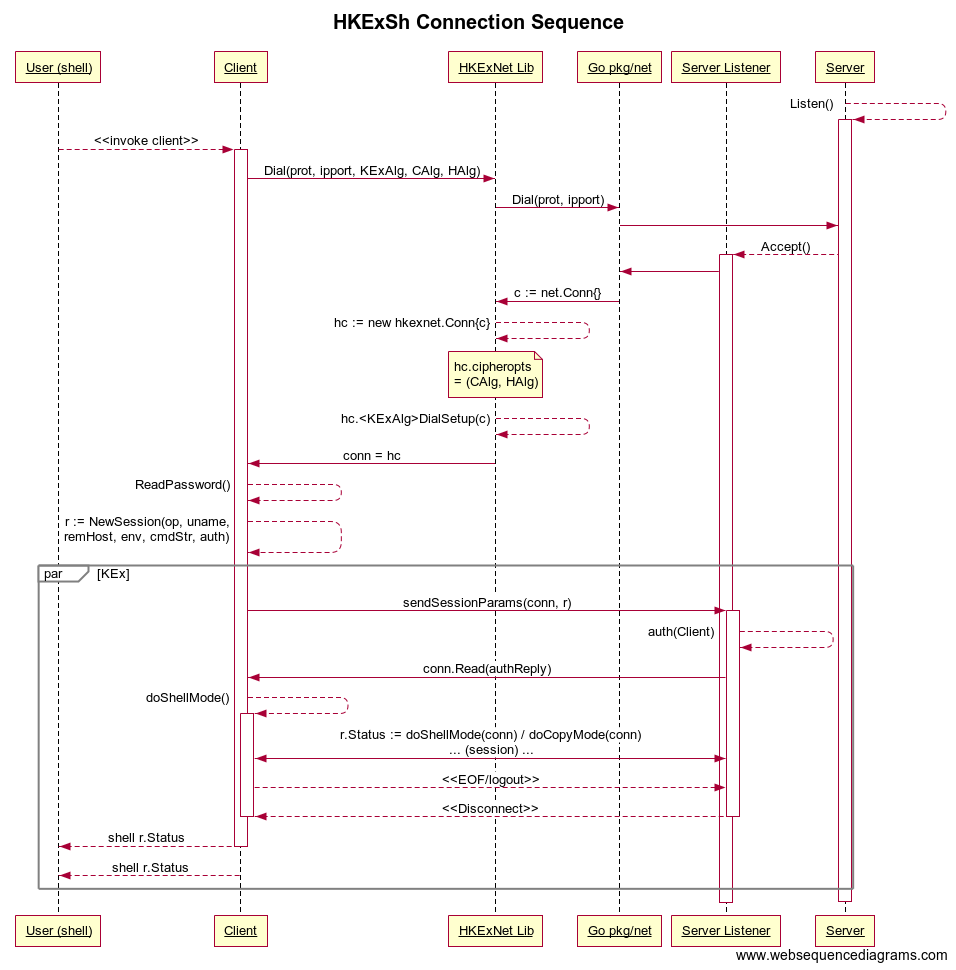 HKExSh Connection Sequence
User (shell)
Client
HKExNet Lib
Go pkg/net
Server Listener
Server
Listen()
<<invoke client>>
Dial(prot, ipport, KExAlg, CAlg, HAlg)
Dial(prot, ipport)
Accept()
c := net.Conn{}
hc := new hkexnet.Conn{c}
hc.cipheropts
= (CAlg, HAlg)
hc.<KExAlg>DialSetup(c)
conn = hc
ReadPassword()
r := NewSession(op, uname,
remHost, env, cmdStr, auth)
par [KEx]
sendSessionParams(conn, r)
auth(Client)
conn.Read(authReply)
doShellMode()
r.Status := doShellMode(conn) / doCopyMode(conn)
... (session) ...
<<EOF/logout>>
<<Disconnect>>
shell r.Status
shell r.Status
User (shell)
Client
HKExNet Lib
Go pkg/net
Server Listener
Server
www.websequencediagrams.com